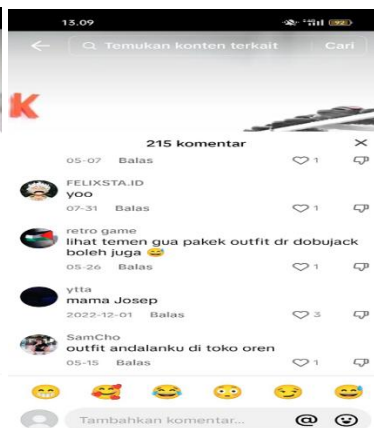 13.09
92
Temukan konten terkait
Cari
K
215 komentar
05-07 Balas 1
FELIXSTA.ID
yoo
07-31 Balas 1
retro game
lihat temen gua pakek outfit dr dobujack
boleh juga 😅
05-26 Balas 1
ytta
mama Josep
2022-12-01 Balas 3
SamCho
outfit andalanku di toko oren
05-15 Balas 1
Tambahkan komentar... @